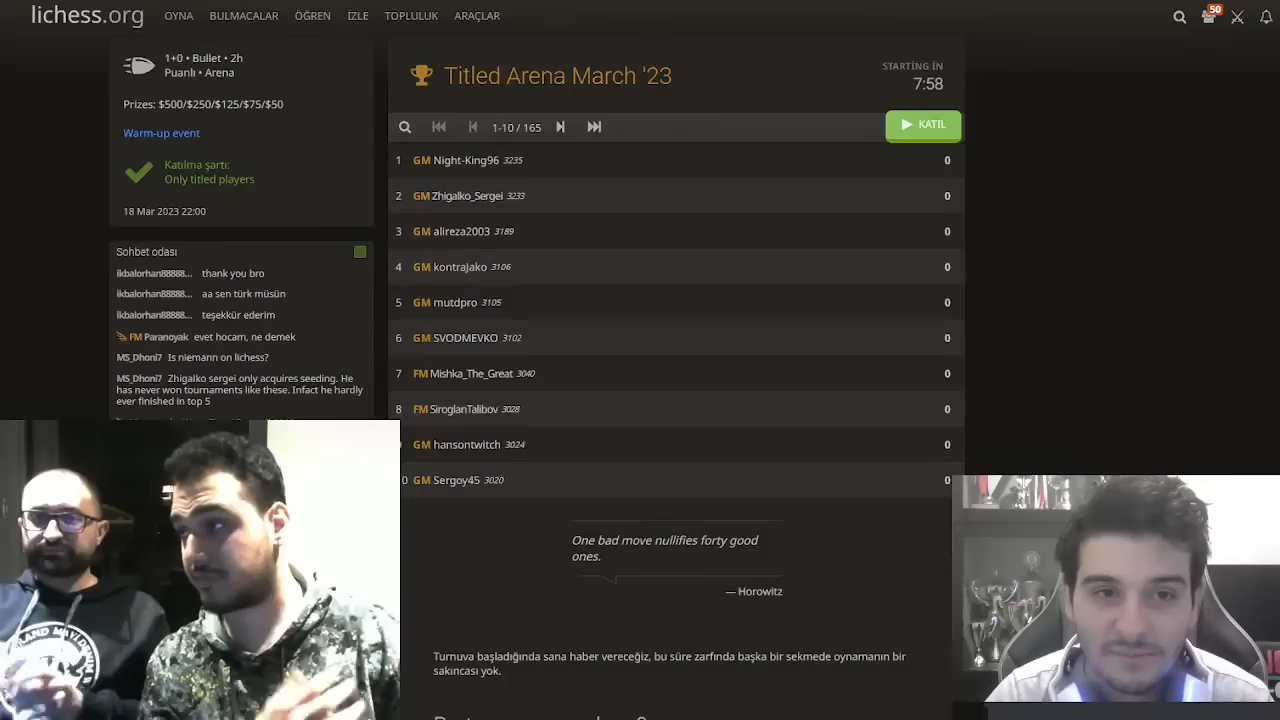 lichess.org OYNA BULMACALAR ÖĞREN İZLE TOPLULUK ARAÇLAR 50
1+0 • Bullet • 2h
Puanlı • Arena
Prizes: $500/$250/$125/$75/$50
Warm-up event
Katılma şartı:
Only titled players
18 Mar 2023 22:00
Sohbet odası
ikbalorhan88888... thank you bro
ikbalorhan88888... aa sen türk müsün
ikbalorhan88888... teşekkür ederim
FM Paranoyak evet hocam, ne demek
MS_Dhoni7 Is niemann on lichess?
MS_Dhoni7 Zhigalko sergei only acquires seeding. He
has never won tournaments like these. Infact he hardly
ever finished in top 5
Titled Arena March '23
STARTING İN
7:58
1-10 / 165
KATIL
1 GM Night-King96 3235 0
2 GM Zhigalko_Sergei 3233 0
3 GM alireza2003 3189 0
4 GM kontrajako 3106 0
5 GM mutdpro 3105 0
6 GM SVODMEVKO 3102 0
7 FM Mishka_The_Great 3040 0
8 FM SiroglanTalibov 3028 0
GM hansontwitch 3024 0
0 GM Sergoy45 3020 0
One bad move nullifies forty good
ones.
— Horowitz
Turnuva başladığında sana haber vereceğiz, bu süre zarfında başka bir sekmede oynamanın bir
sakıncası yok.